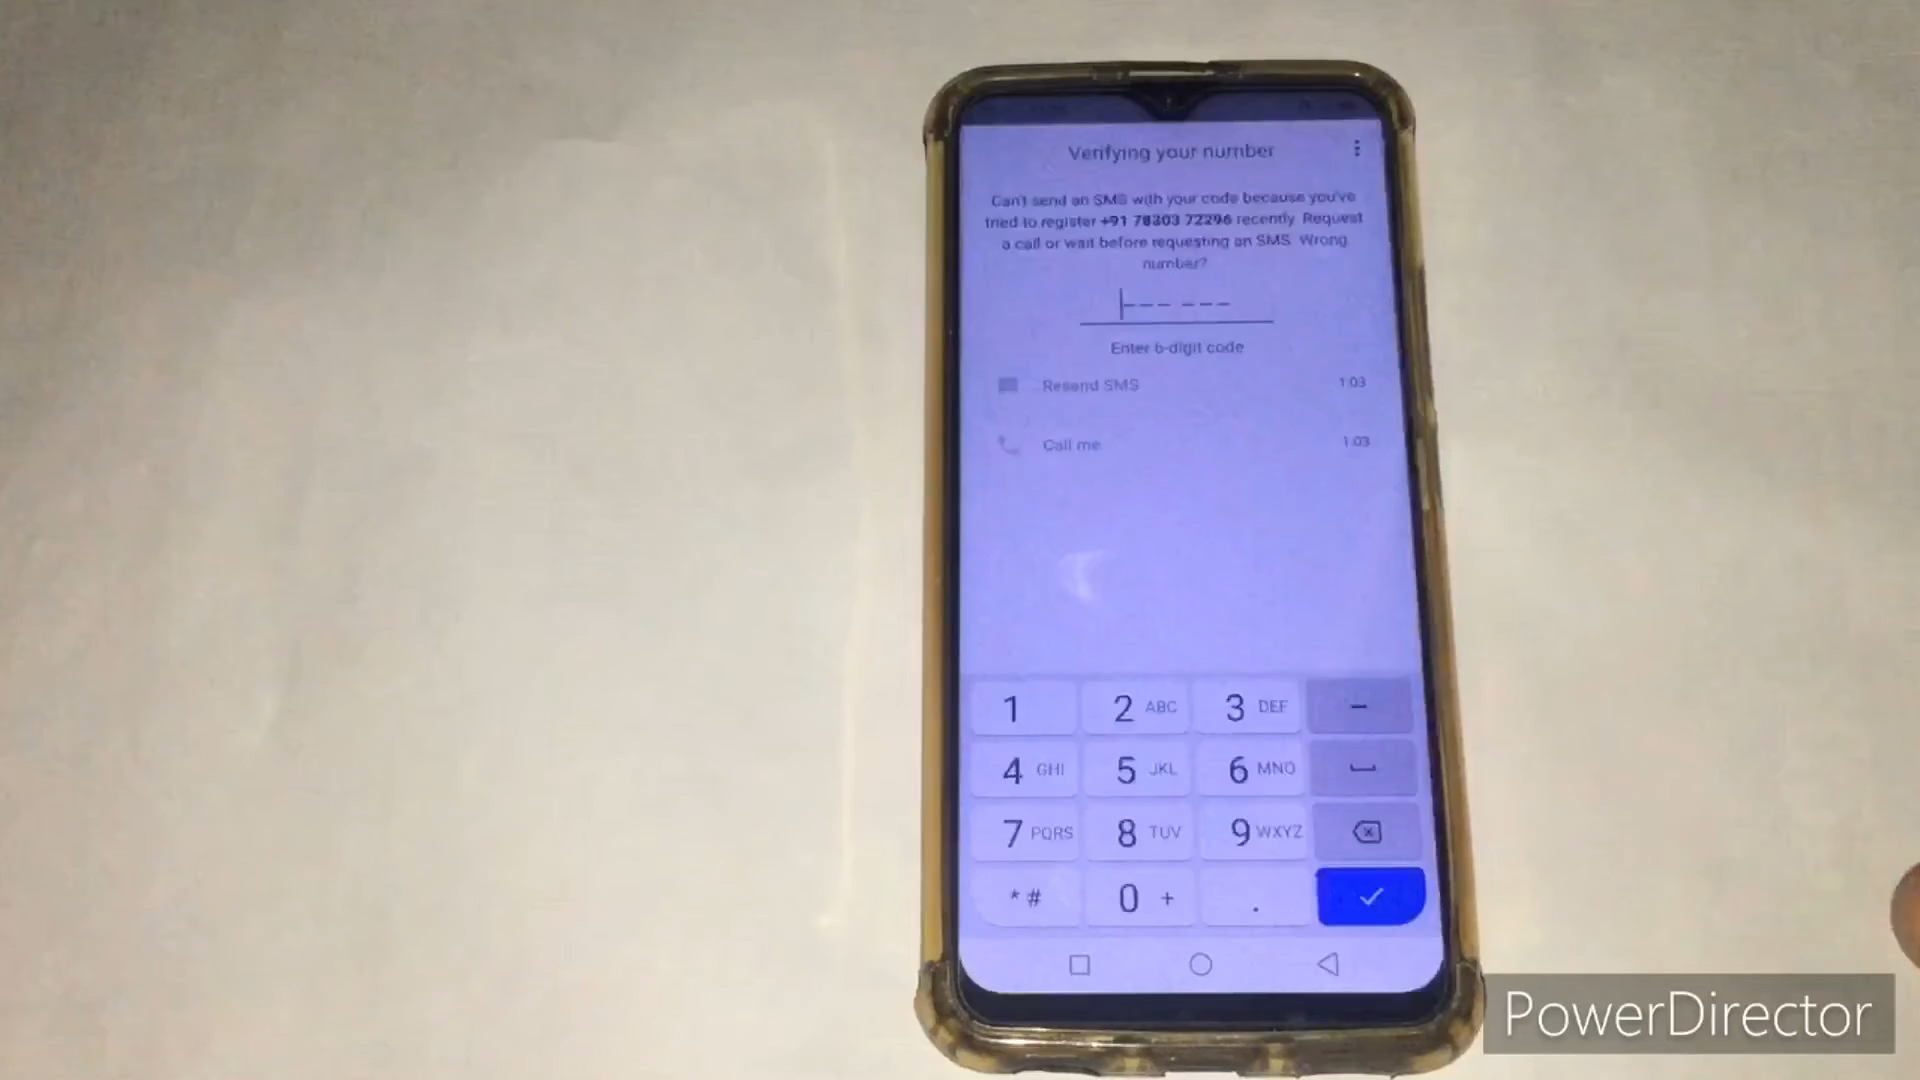 Verifying your number
Can't send an SMS with your code because you've
tried to register +91 78303 72296 recently. Request
a call or wait before requesting an SMS. Wrong
number?
--- ---
Enter 6-digit code
Resend SMS 1:03
Call me 1:03
1 2 ABC 3 DEF -
4 GHI 5 JKL 6 MNO
7 PQRS 8 TUV 9 WXYZ
* # 0 + .
PowerDirector